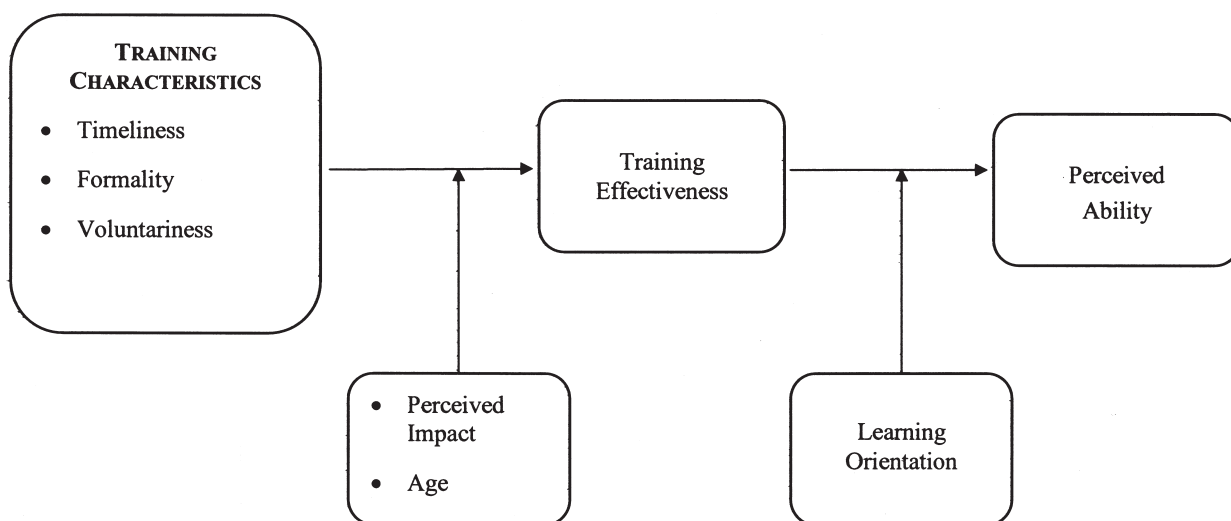 TRAINING
CHARACTERISTICS
• Timeliness
• Formality
• Voluntariness
Training
Effectiveness
Perceived
Ability
• Perceived
Impact
• Age
Learning
Orientation